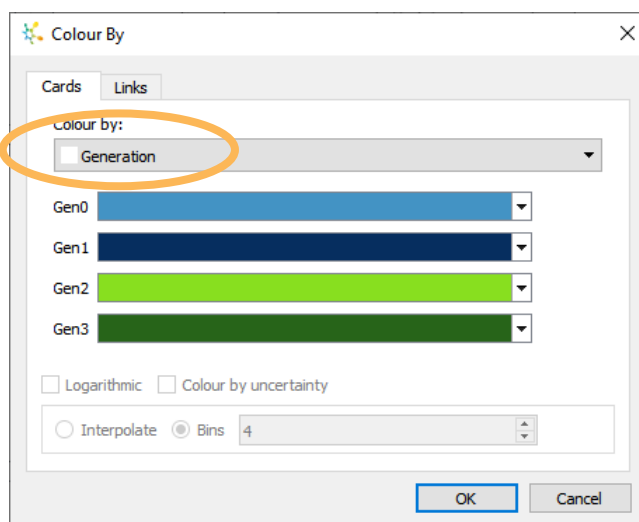 Colour By
Cards Links
Colour by:
Generation
Gen0
Gen1
Gen2
Gen3
Logarithmic Colour by uncertainty
Interpolate Bins 4
OK Cancel